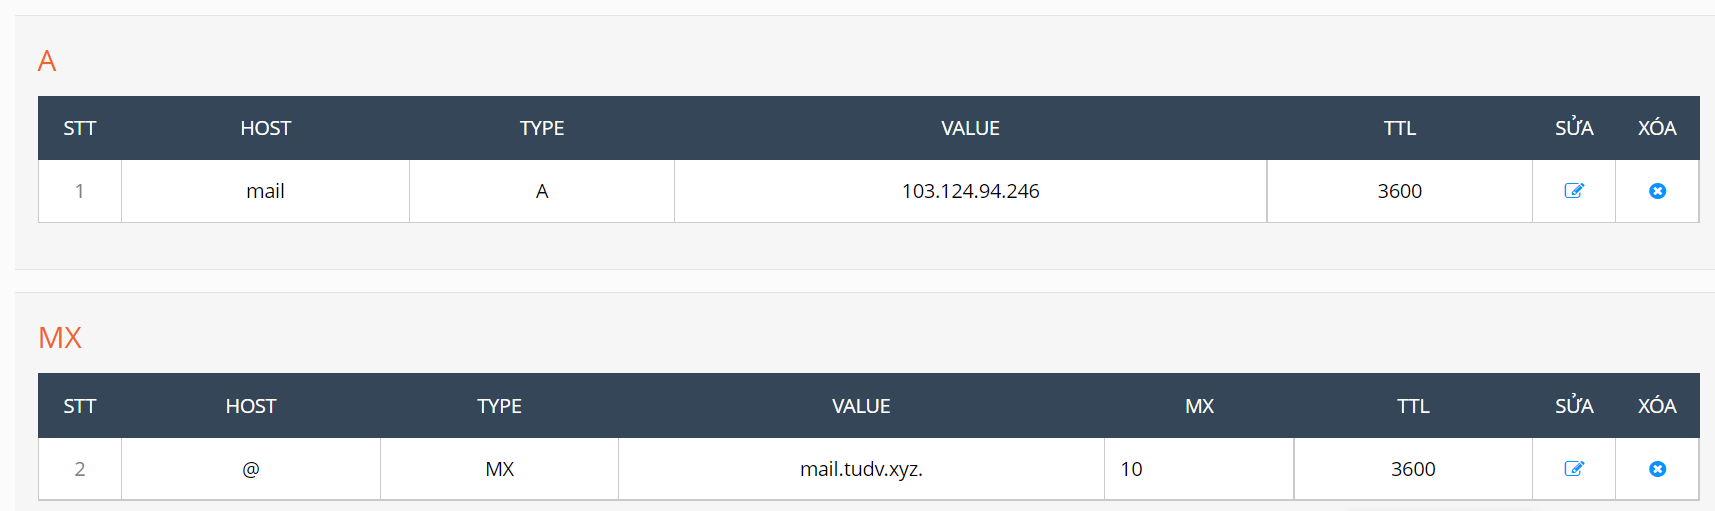 A
STT HOST TYPE VALUE TTL SỬA XÓA
1 mail A 103.124.94.246 3600
MX
STT HOST TYPE VALUE MX TTL SỬA XÓA
2 @ MX mail.tudv.xyz. 10 3600